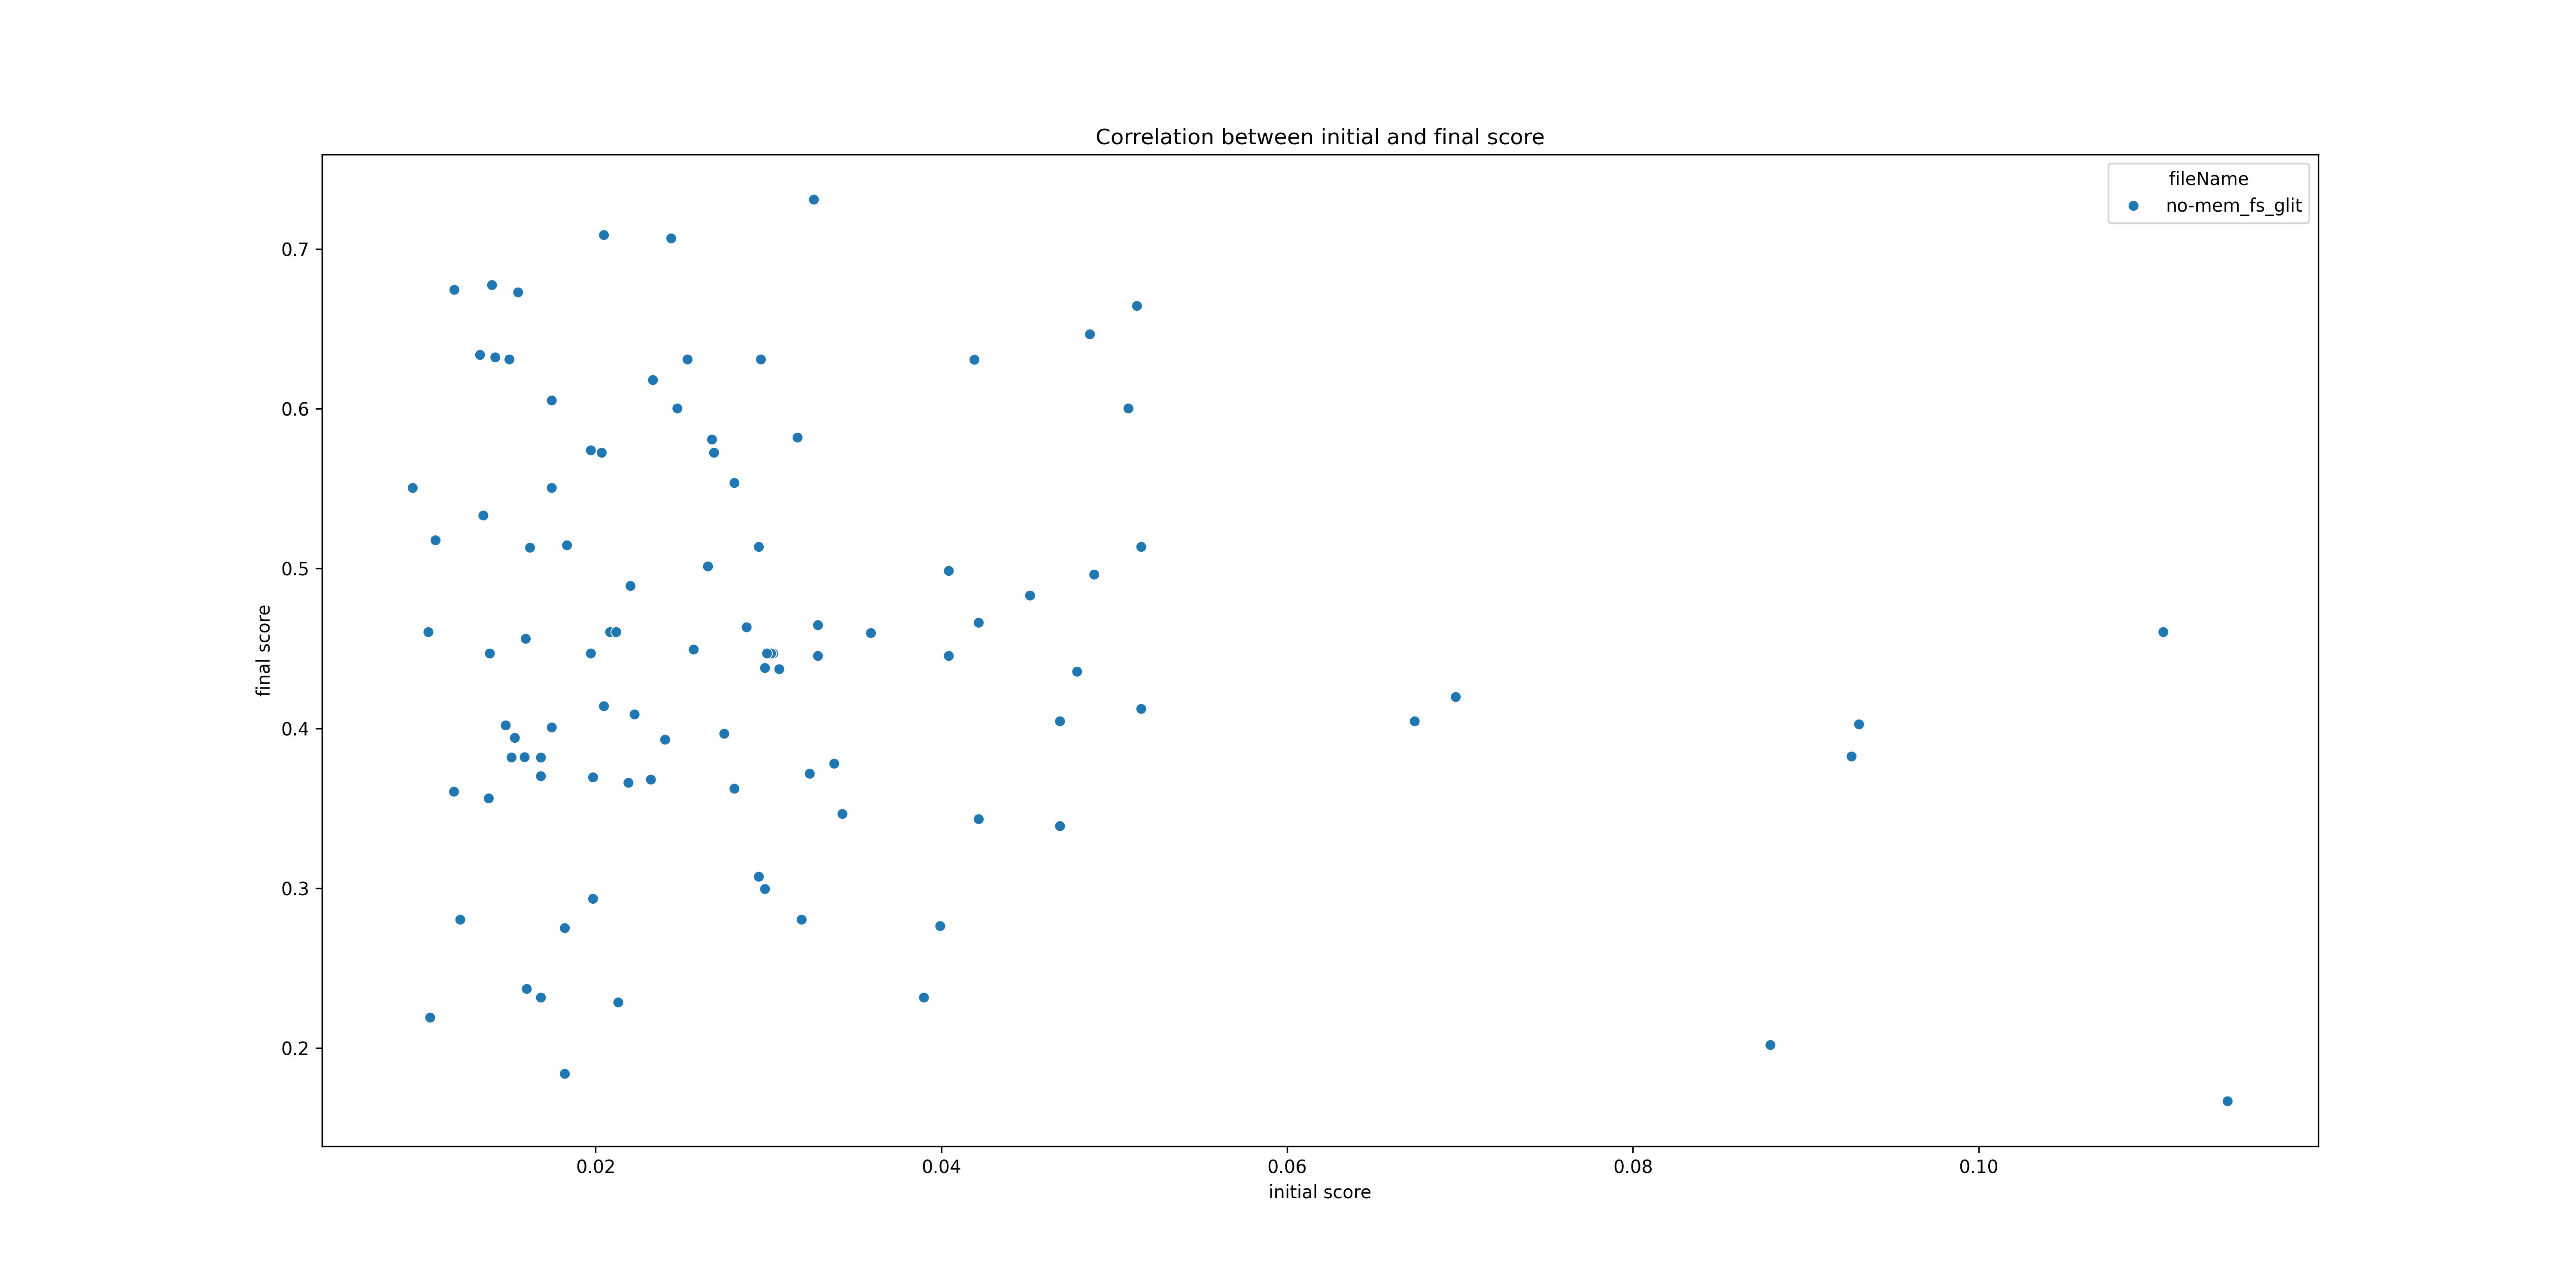 Correlation between initial and final score
fileName
no-mem_fs_glit
final score
0.7
0.6
0.5
0.4
0.3
0.2
0.02 0.04 0.06 0.08 0.10
initial score